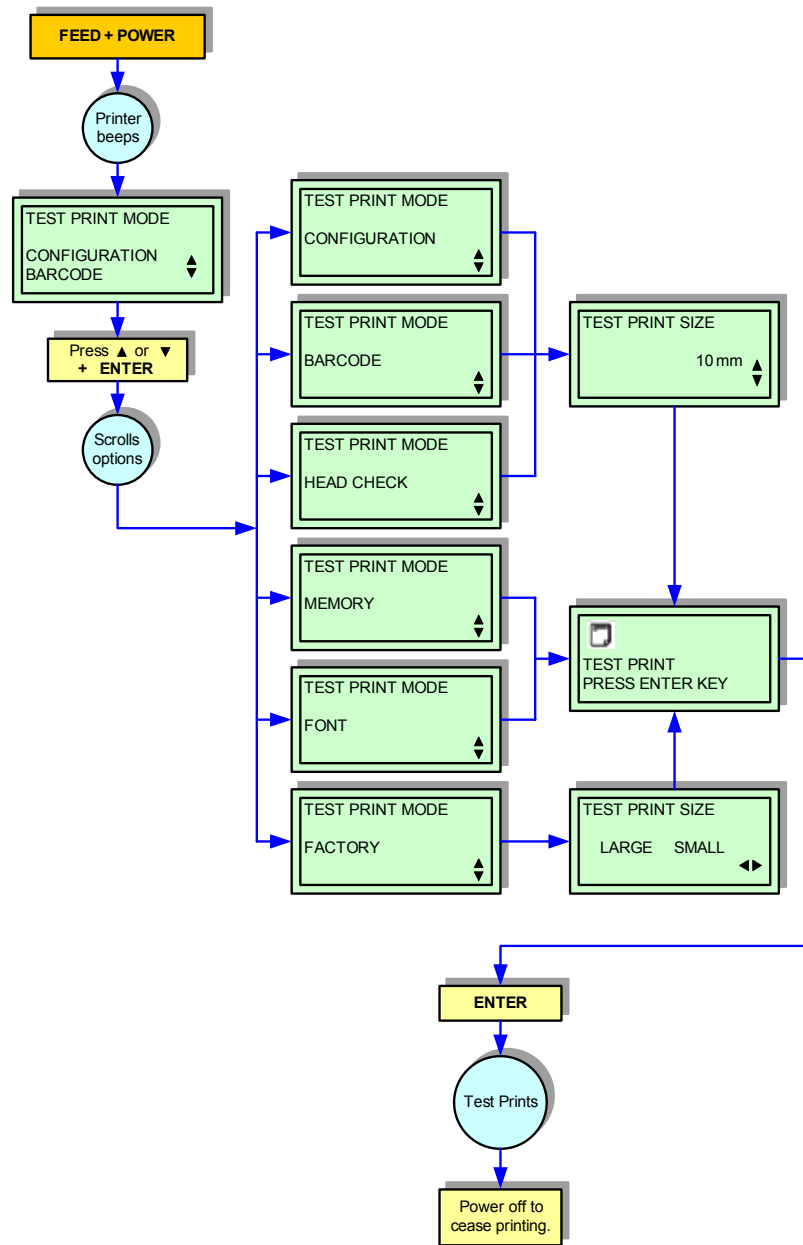 FEED + POWER
Printer
beeps
TEST PRINT MODE
CONFIGURATION
BARCODE
Press ▲ or ▼
+ ENTER
Scrolls
options
TEST PRINT MODE
CONFIGURATION
TEST PRINT MODE
BARCODE
TEST PRINT MODE
HEAD CHECK
TEST PRINT MODE
MEMORY
TEST PRINT MODE
FONT
TEST PRINT MODE
FACTORY
TEST PRINT SIZE
10 mm
TEST PRINT
PRESS ENTER KEY
TEST PRINT SIZE
LARGE SMALL
ENTER
Test Prints
Power off to
cease printing.